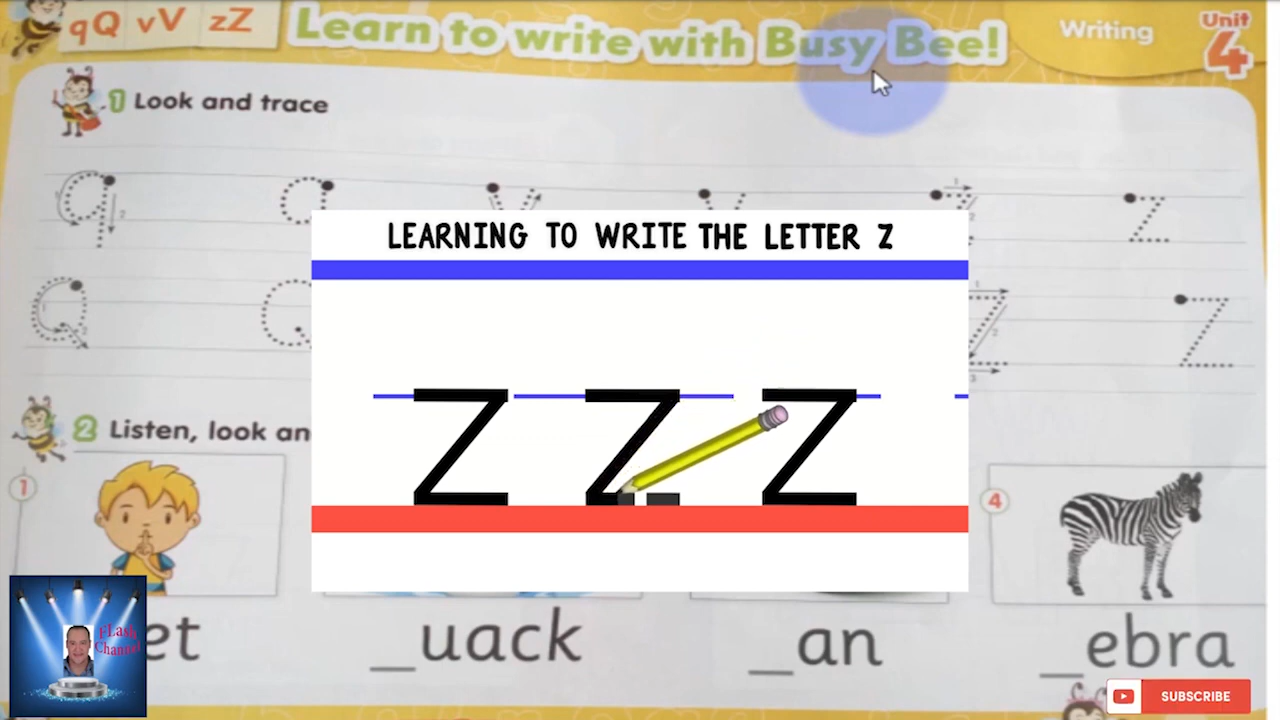 qQ vV zZ
Learn to write with Busy Bee!
Writing
Unit
4
1 Look and trace
q q v v z z
LEARNING TO WRITE THE LETTER Z
Q Q Z Z
z z z
2 Listen, look an
1
4
et
_uack
_an
_ebra
FLash
Channel
SUBSCRIBE